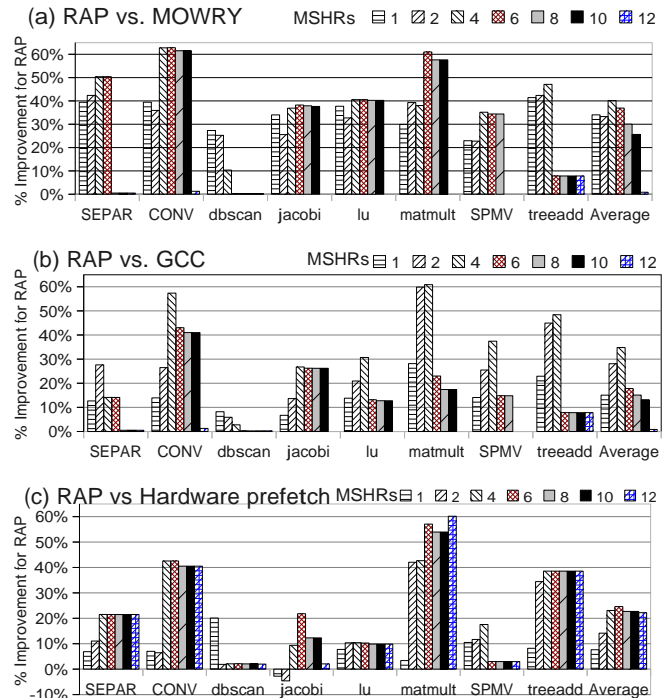 (a) RAP vs. MOWRY MSHRs 1 2 4 6 8 10 12
% Improvement for RAP
60%
50%
40%
30%
20%
10%
0%
SEPAR CONV dbscan jacobi lu matmult SPMV treeadd Average
(b) RAP vs. GCC MSHRs 1 2 4 6 8 10 12
% Improvement for RAP
60%
50%
40%
30%
20%
10%
0%
SEPAR CONV dbscan jacobi lu matmult SPMV treeadd Average
(c) RAP vs Hardware prefetch MSHRs 1 2 4 6 8 10 12
% Improvement for RAP
60%
50%
40%
30%
20%
10%
0%
-10%
SEPAR CONV dbscan jacobi lu matmult SPMV treeadd Average